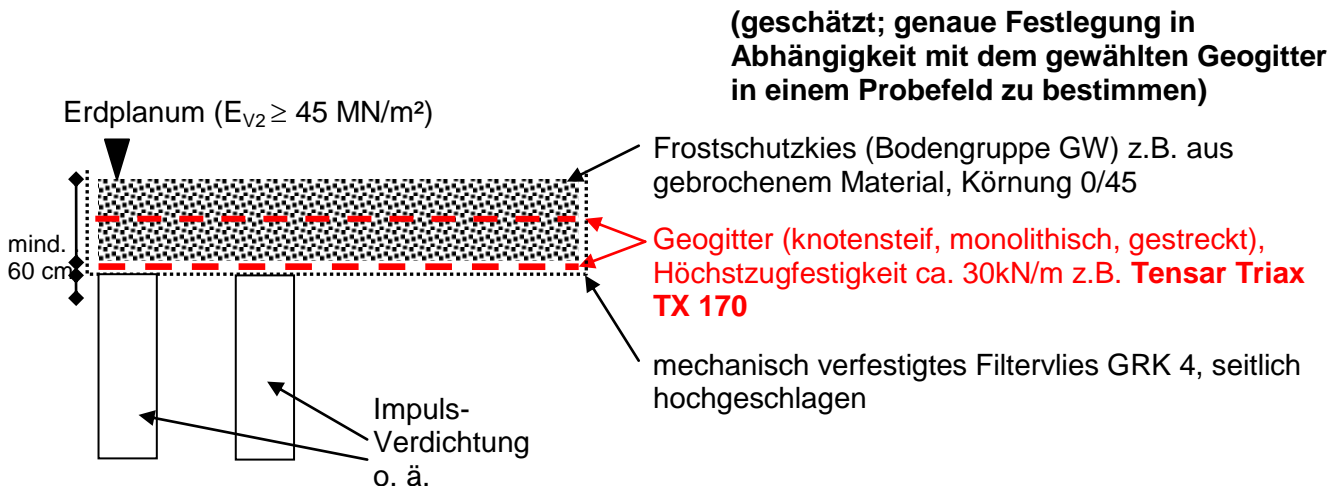 (geschätzt; genaue Festlegung in
Abhängigkeit mit dem gewählten Geogitter
in einem Probefeld zu bestimmen)
Erdplanum (EV2 ≥ 45 MN/m²)
Frostschutzkies (Bodengruppe GW) z.B. aus
gebrochenem Material, Körnung 0/45
mind.
60 cm
Geogitter (knotensteif, monolithisch, gestreckt),
Höchstzugfestigkeit ca. 30kN/m z.B. Tensar Triax
TX 170
mechanisch verfestigtes Filtervlies GRK 4, seitlich
hochgeschlagen
Impuls-
Verdichtung
o. ä.